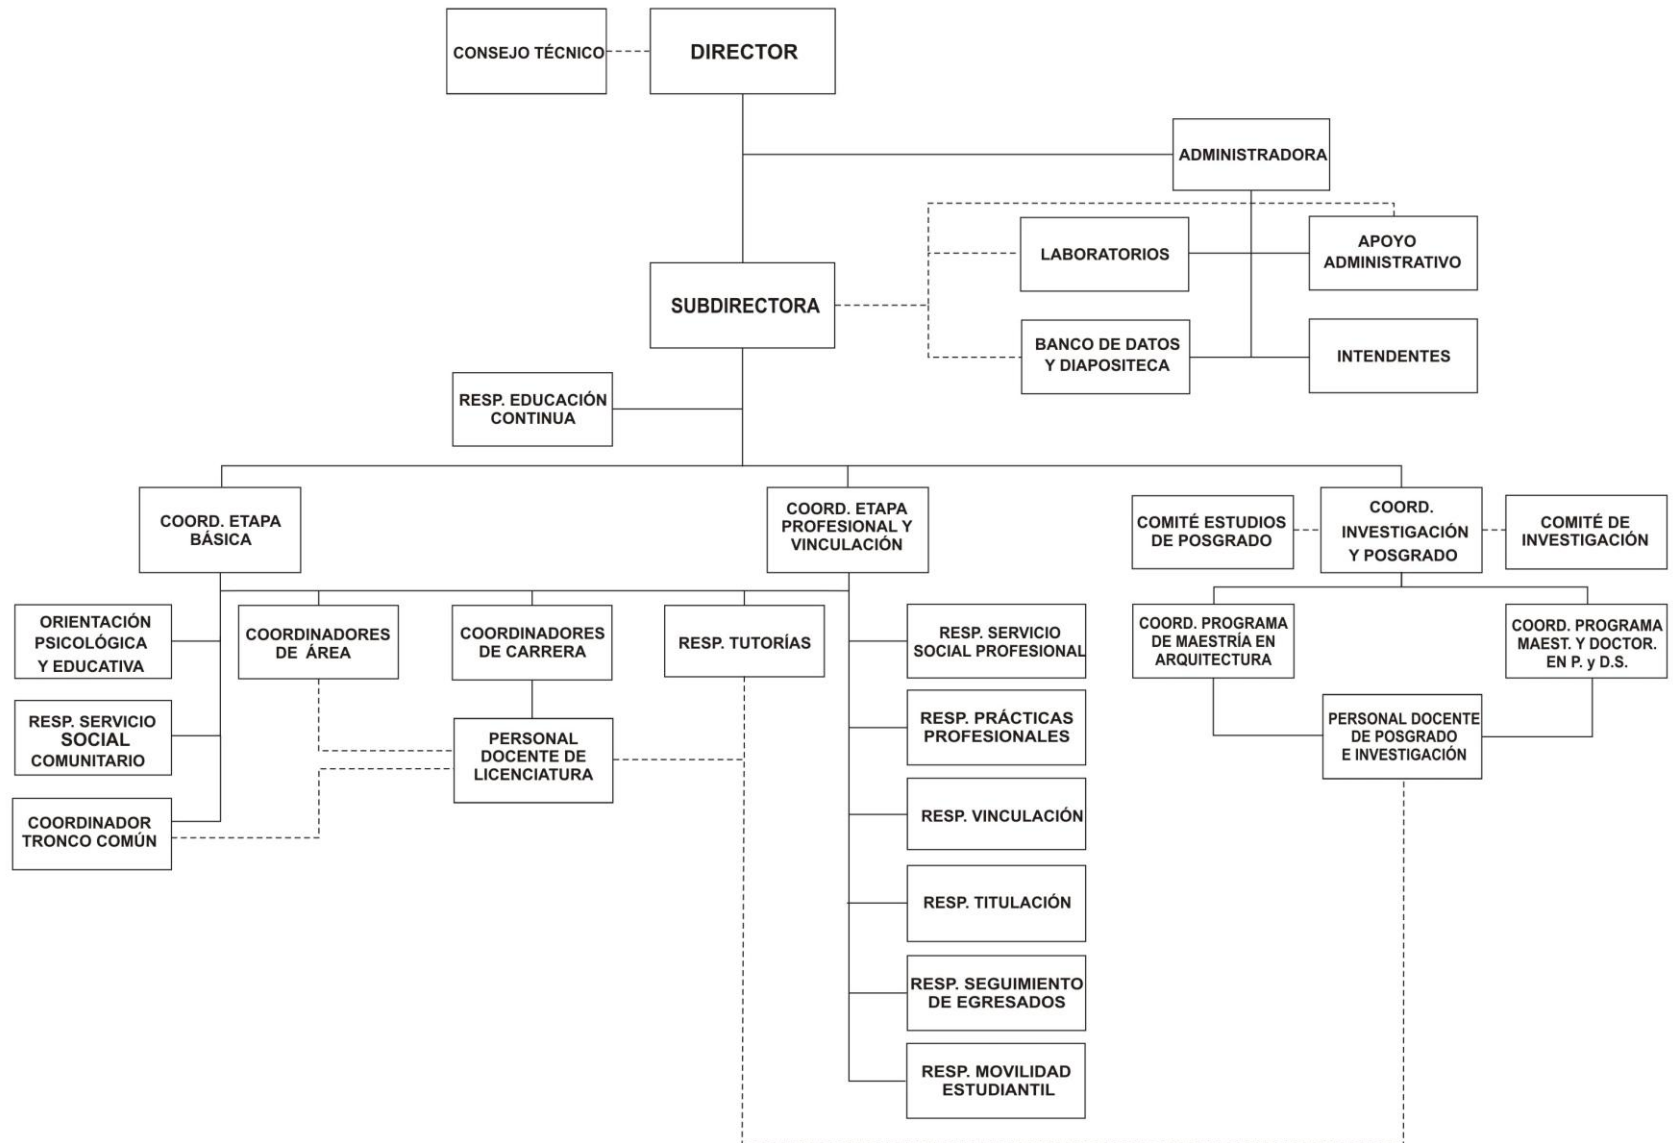 CONSEJO TÉCNICO
DIRECTOR
ADMINISTRADORA
LABORATORIOS
APOYO
ADMINISTRATIVO
SUBDIRECTORA
BANCO DE DATOS
Y DIAPOSITECA
INTENDENTES
RESP. EDUCACIÓN
CONTINUA
COORD. ETAPA
BÁSICA
COORD. ETAPA
PROFESIONAL Y
VINCULACIÓN
COMITÉ ESTUDIOS
DE POSGRADO
COORD.
INVESTIGACIÓN
Y POSGRADO
COMITÉ DE
INVESTIGACIÓN
ORIENTACIÓN
PSICOLÓGICA
Y EDUCATIVA
COORDINADORES
DE ÁREA
COORDINADORES
DE CARRERA
RESP. TUTORÍAS
RESP. SERVICIO
SOCIAL PROFESIONAL
COORD. PROGRAMA
DE MAESTRÍA EN
ARQUITECTURA
COORD. PROGRAMA
MAEST. Y DOCTOR.
EN P. y D.S.
RESP. SERVICIO
SOCIAL
COMUNITARIO
PERSONAL
DOCENTE DE
LICENCIATURA
RESP. PRÁCTICAS
PROFESIONALES
PERSONAL DOCENTE
DE POSGRADO
E INVESTIGACIÓN
COORDINADOR
TRONCO COMÚN
RESP. VINCULACIÓN
RESP. TITULACIÓN
RESP. SEGUIMIENTO
DE EGRESADOS
RESP. MOVILIDAD
ESTUDIANTIL